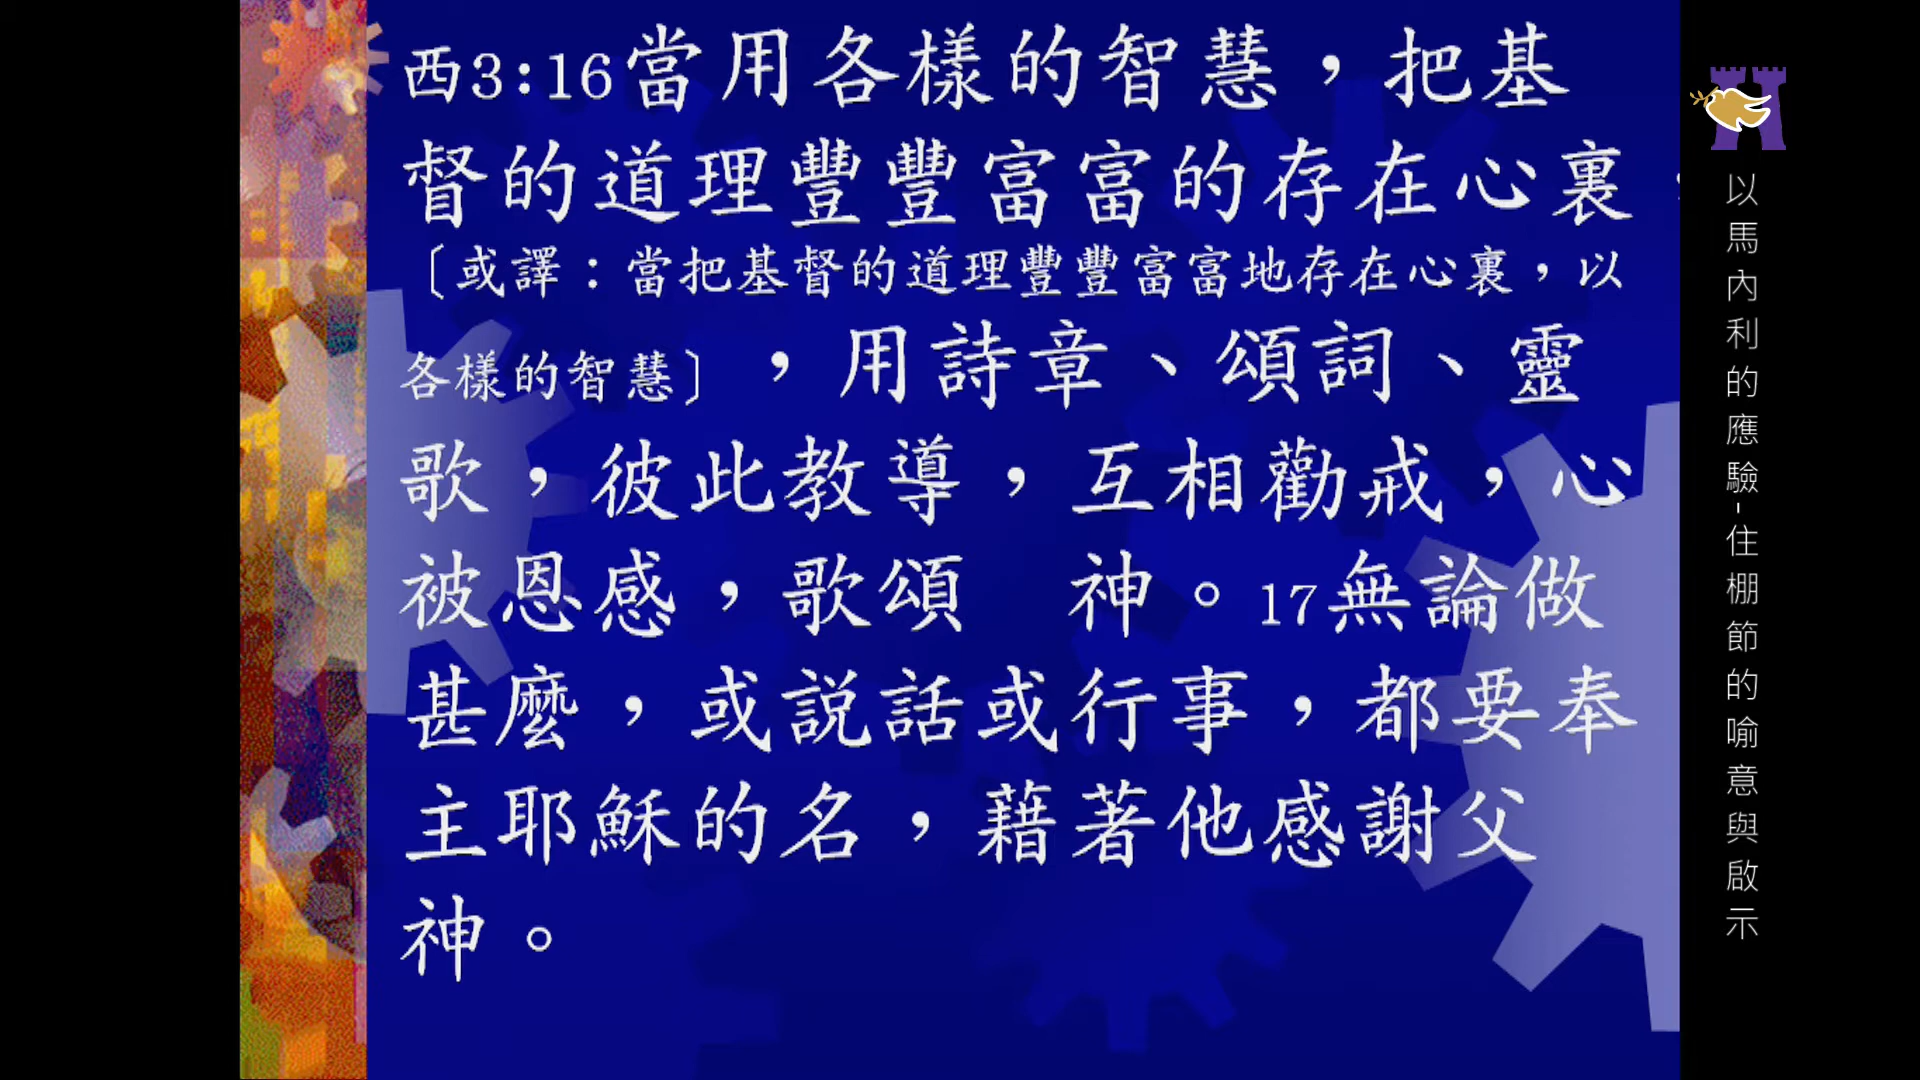 西3:16當用各樣的智慧，把基
督的道理豐豐富富的存在心裏
〔或譯：當把基督的道理豐豐富富地存在心裏，以
各樣的智慧〕，用詩章、頌詞、靈
歌，彼此教導，互相勸戒，心
被恩感，歌頌　神。17無論做
甚麼，或説話或行事，都要奉
主耶穌的名，藉著他感謝父
神。
以馬內利的應驗-住棚節的喻意與啟示